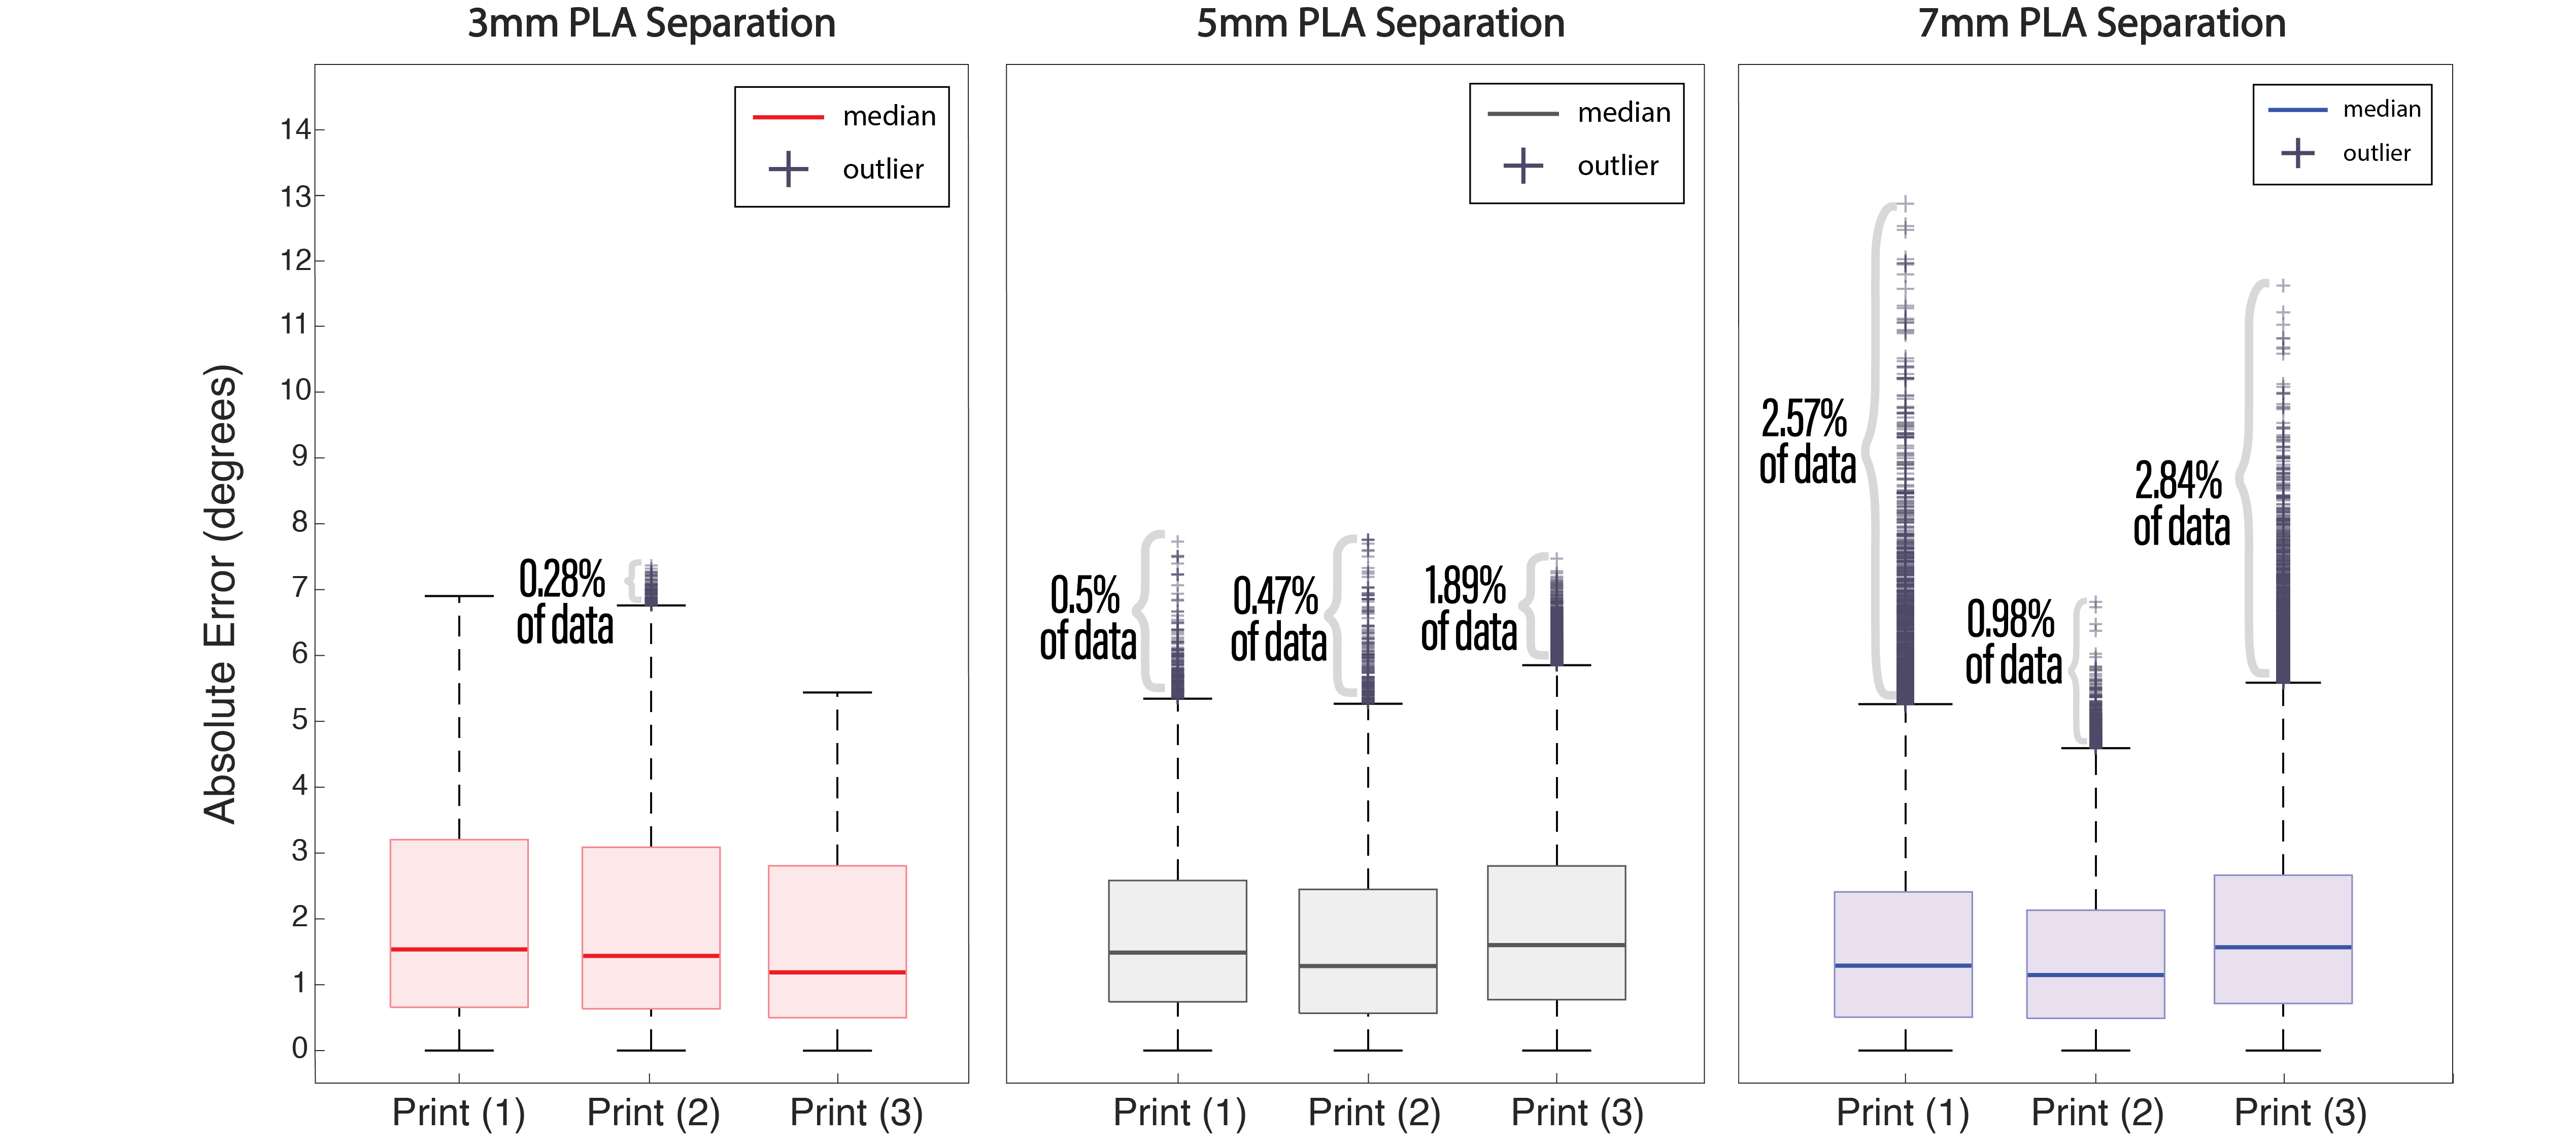 3mm PLA Separation
5mm PLA Separation
7mm PLA Separation
Absolute Error (degrees)
14
13
12
11
10
9
8
7
6
5
4
3
2
1
0
median
outlier
0.28%
of data
Print (1)
Print (2)
Print (3)
median
outlier
0.5%
of data
0.47%
of data
1.89%
of data
Print (1)
Print (2)
Print (3)
median
outlier
2.57%
of data
0.98%
of data
2.84%
of data
Print (1)
Print (2)
Print (3)